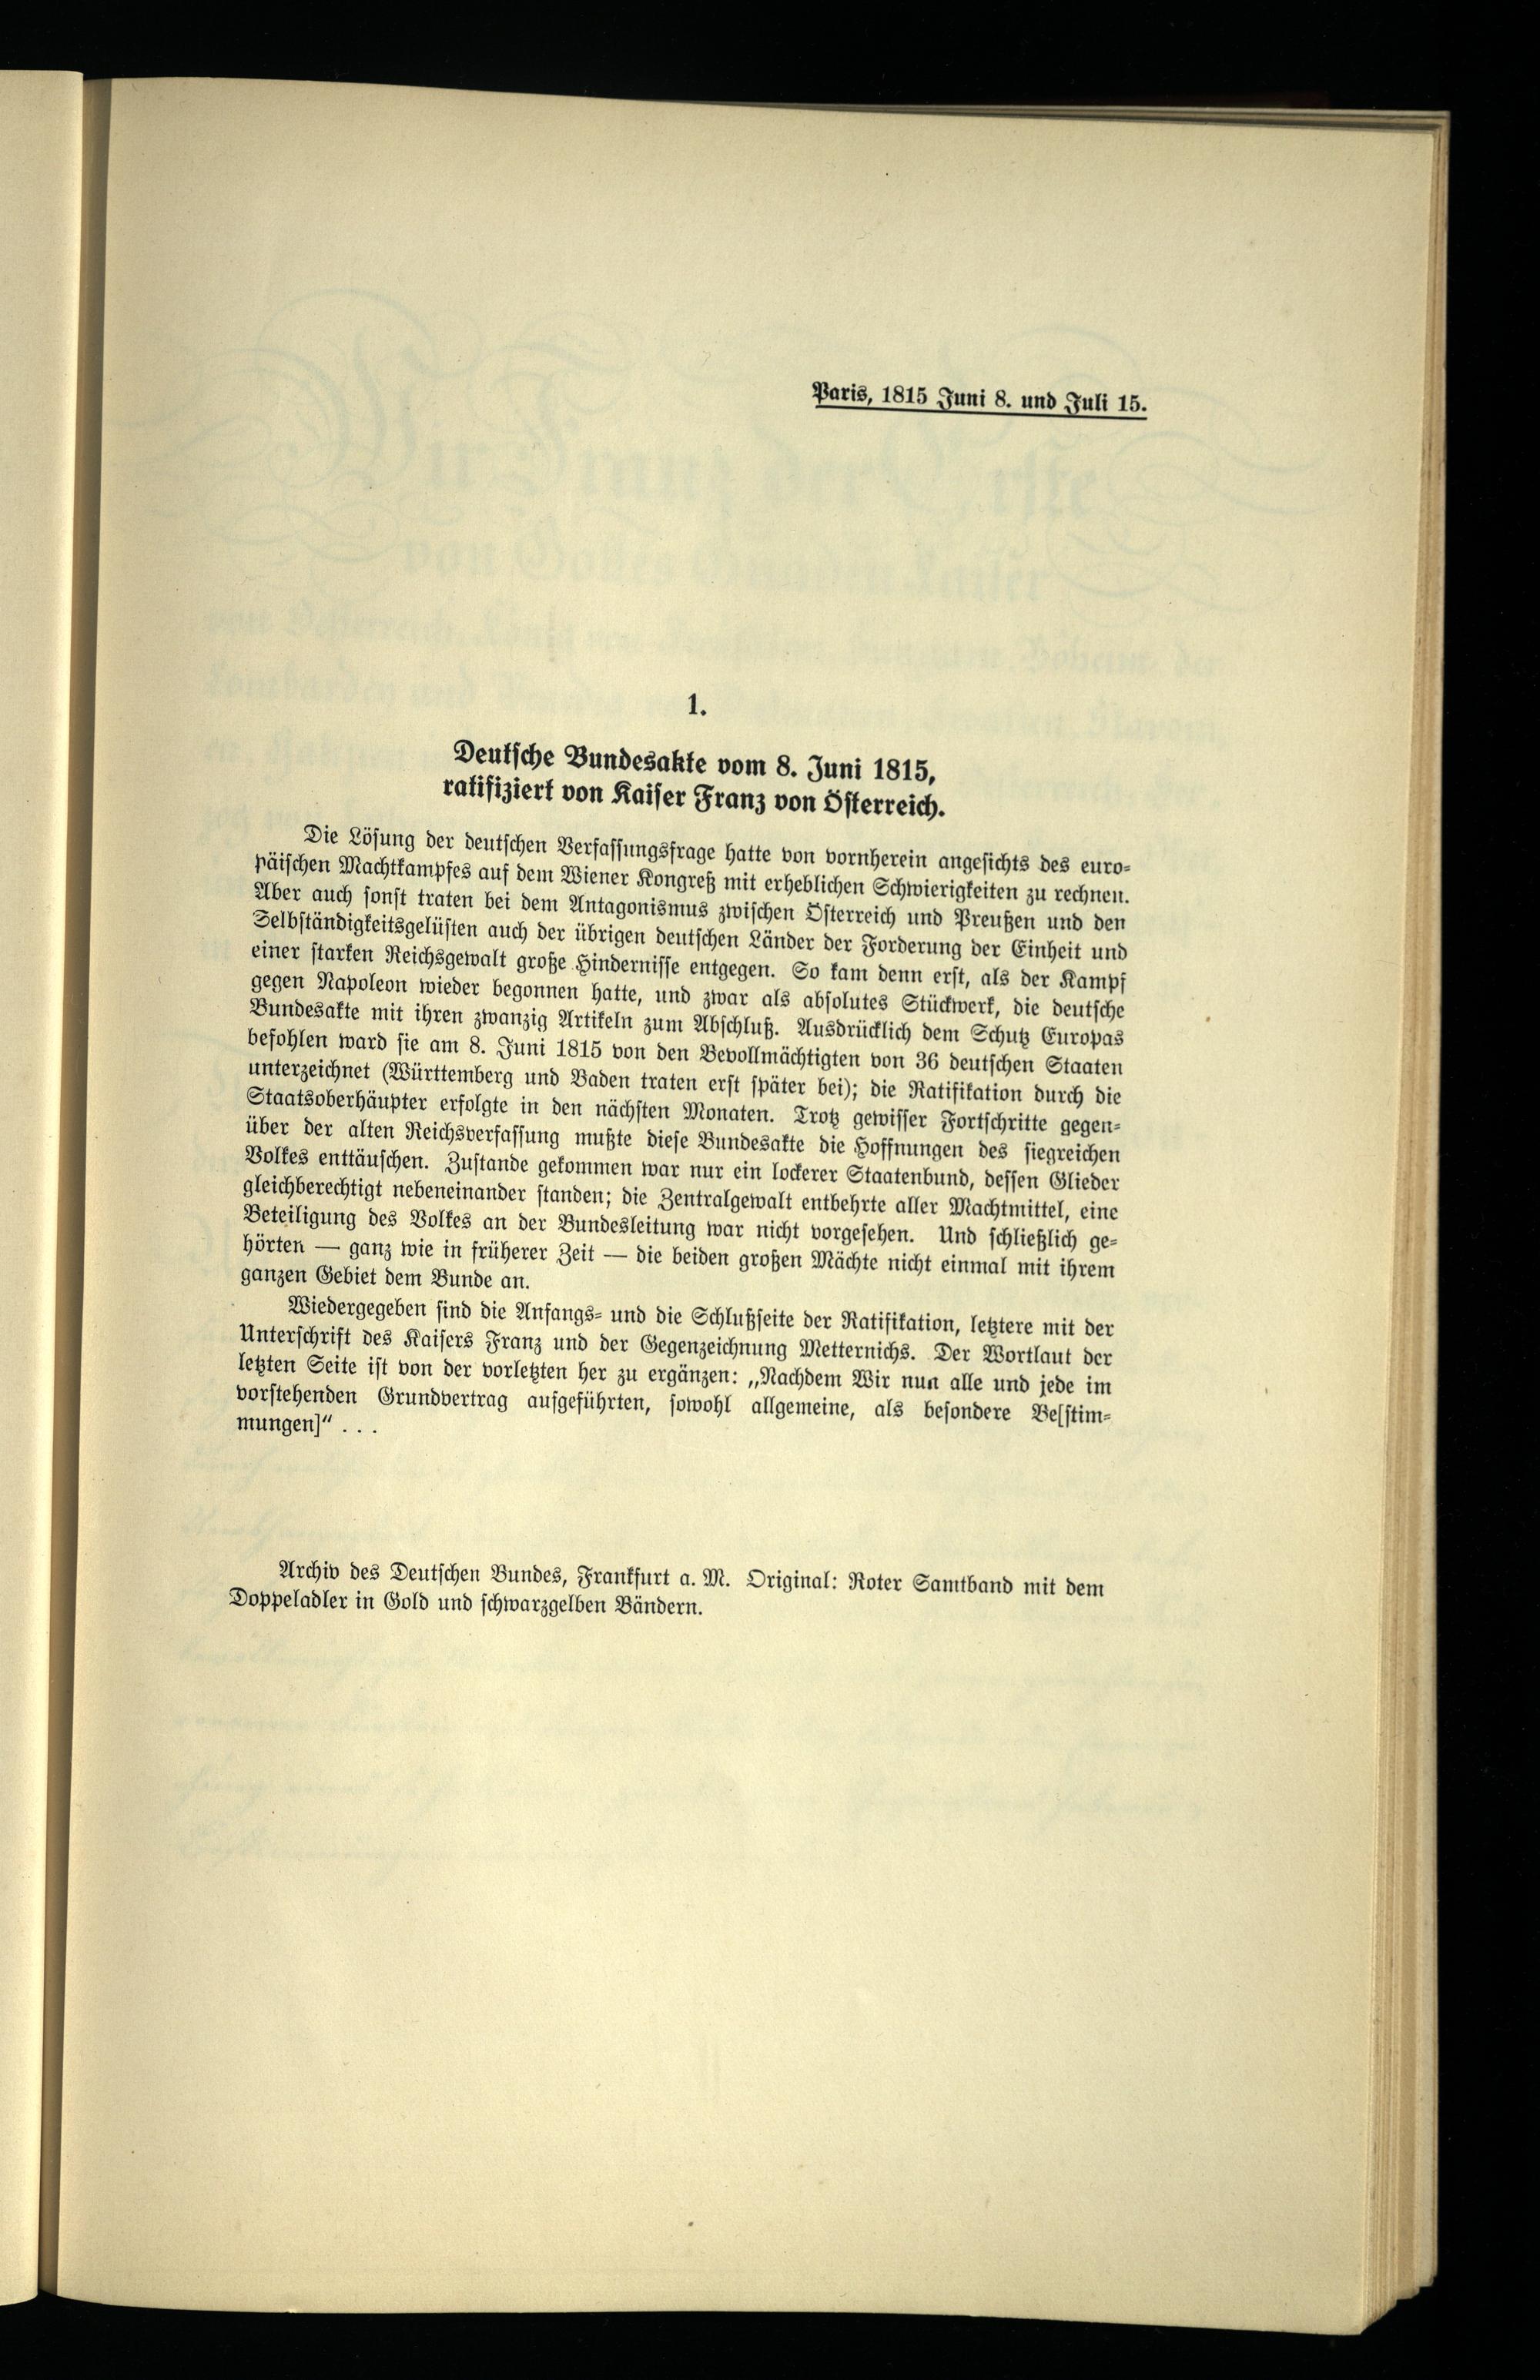 Paris, 1815 Juni 8. und Juli 15.
1.
Deutsche Bundesakte vom 8. Juni 1815,
ratifiziert von Kaiser Franz von Österreich.
Die Lösung der deutschen Verfassungsfrage hatte von vornherein angesichts des euro-
päischen Machtkampfes auf dem Wiener Kongreß mit erheblichen Schwierigkeiten zu rechnen.
Aber auch sonst traten bei dem Antagonismus zwischen Österreich und Preußen und den
Selbständigkeitsgelüsten auch der übrigen deutschen Länder der Forderung der Einheit und
einer starken Reichsgewalt große Hindernisse entgegen. So kam denn erst, als der Kampf
gegen Napoleon wieder begonnen hatte, und zwar als absolutes Stückwerk, die deutsche
Bundesakte mit ihren zwanzig Artikeln zum Abschluß. Ausdrücklich dem Schutz Europas
befohlen ward sie am 8. Juni 1815 von den Bevollmächtigten von 36 deutschen Staaten
unterzeichnet (Württemberg und Baden traten erst später bei); die Ratifikation durch die
Staatsoberhäupter erfolgte in den nächsten Monaten. Trotz gewisser Fortschritte gegen-
über der alten Reichsverfassung mußte diese Bundesakte die Hoffnungen des siegreichen
Volkes enttäuschen. Zustande gekommen war nur ein lockerer Staatenbund, dessen Glieder
gleichberechtigt nebeneinander standen; die Zentralgewalt entbehrte aller Machtmittel, eine
Beteiligung des Volkes an der Bundesleitung war nicht vorgesehen. Und schließlich ge-
hörten — ganz wie in früherer Zeit — die beiden großen Mächte nicht einmal mit ihrem
ganzen Gebiet dem Bunde an.
Wiedergegeben sind die Anfangs- und die Schlußseite der Ratifikation, letztere mit der
Unterschrift des Kaisers Franz und der Gegenzeichnung Metternichs. Der Wortlaut der
letzten Seite ist von der vorletzten her zu ergänzen: „Nachdem Wir nun alle und jede im
vorstehenden Grundvertrag aufgeführten, sowohl allgemeine, als besondere Be[stim-
mungen]“ . . .
Archiv des Deutschen Bundes, Frankfurt a. M. Original: Roter Samtband mit dem
Doppeladler in Gold und schwarzgelben Bändern.